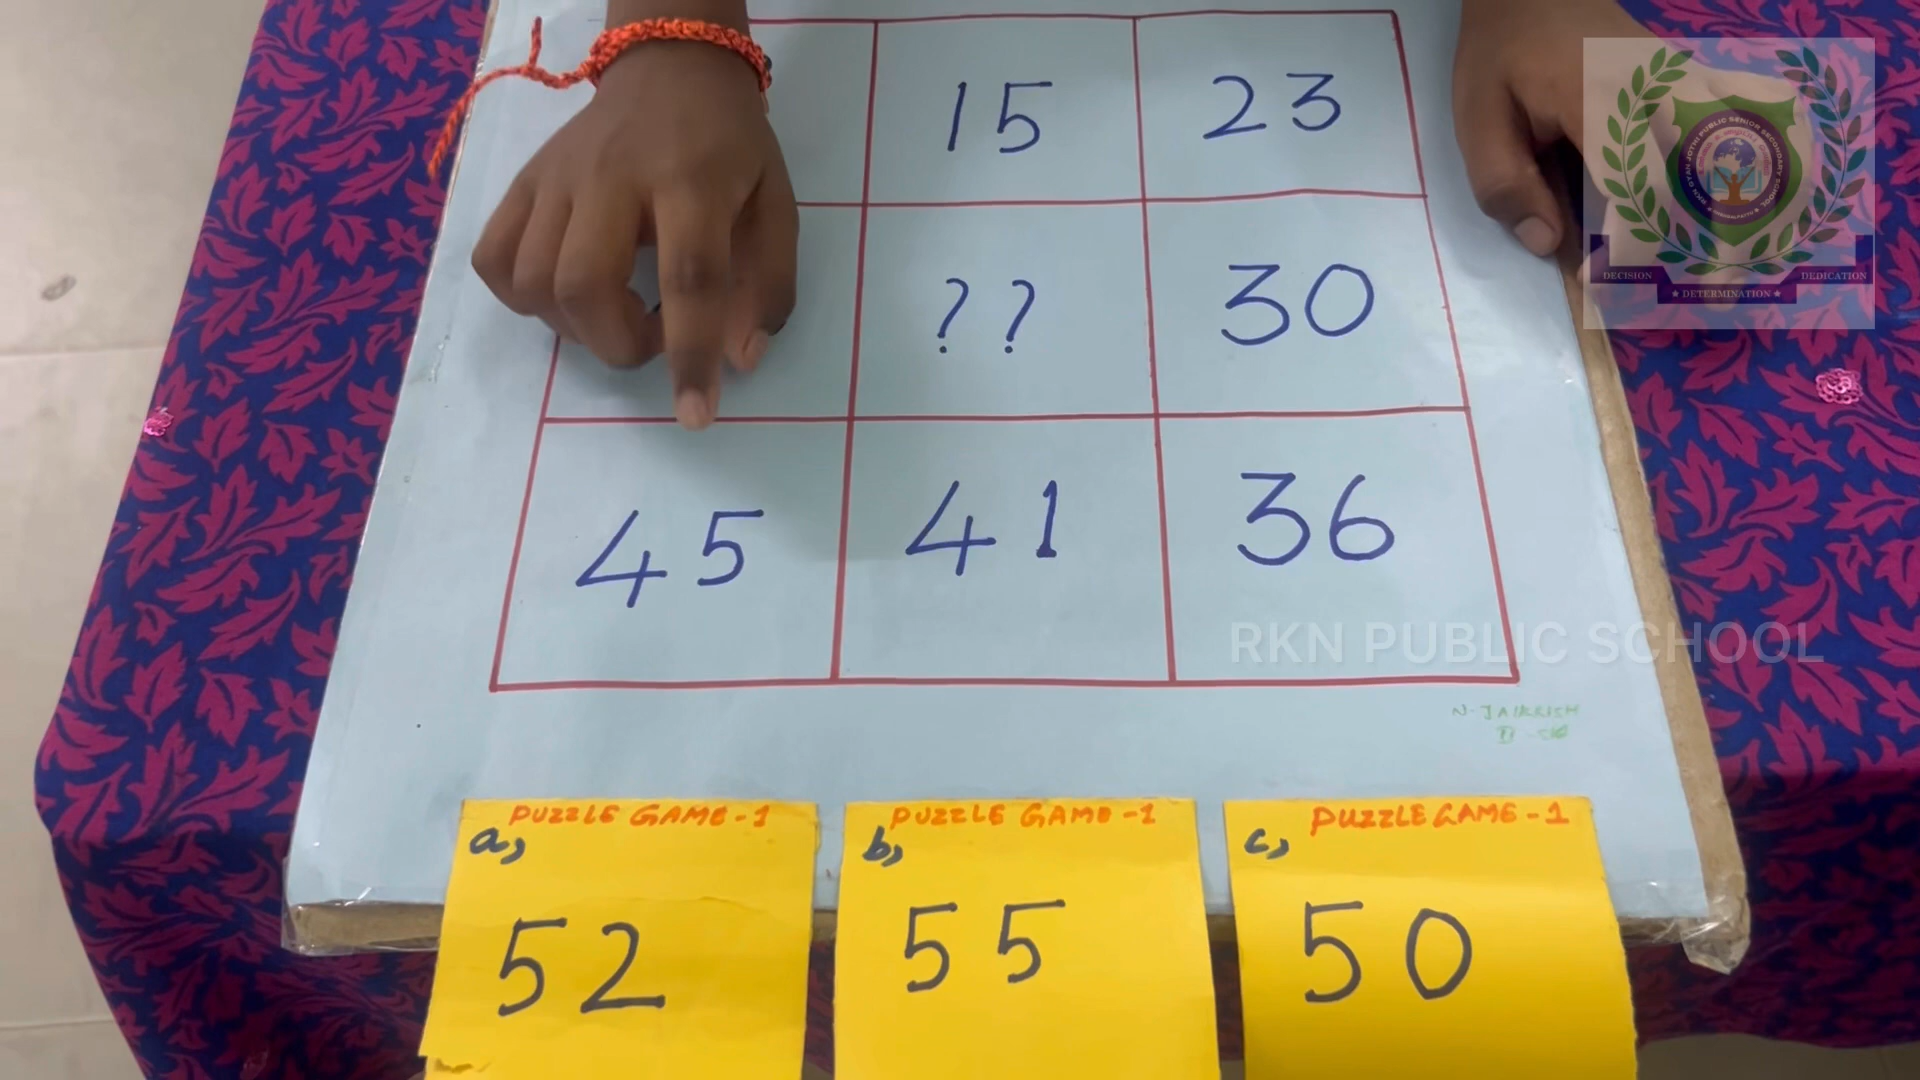 15 23
?? 30
45 41 36
RKN PUBLIC SCHOOL
DECISION DEDICATION
★ DETERMINATION ★
PUZZLE GAME-1
a,
52
PUZZLE GAME-1
b,
55
PUZZLE GAME-1
c,
50